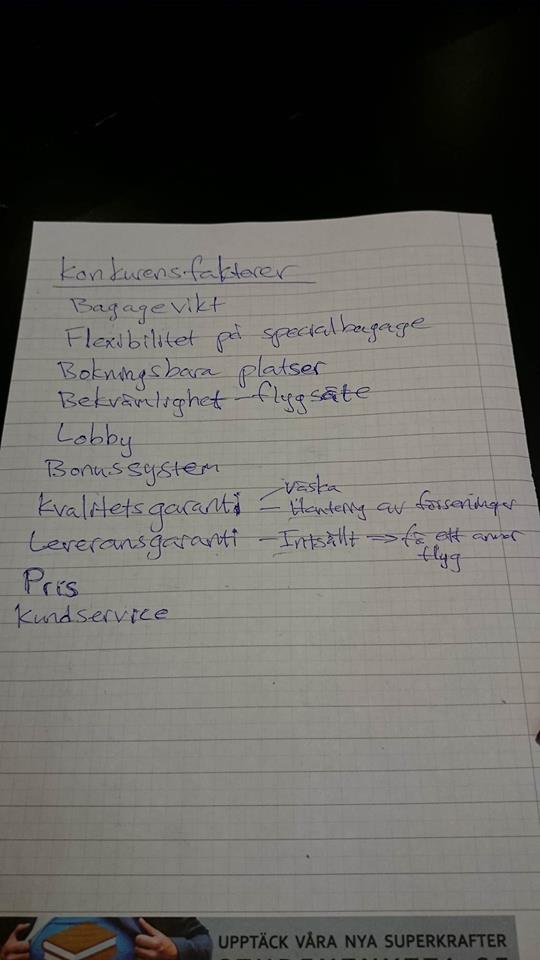 Konkurensfaktorer
Bagagevikt
Flexibilitet på specialbagage
Bokningsbara platser
Bekvämlighet - flygsäte
Lobby
Bonussystem
väska
Kvalitetsgaranti - Hantering av förseningar
Leveransgaranti - Intsällt => få ett annat
flyg
Pris
Kundservice
UPPTÄCK VÅRA NYA SUPERKRAFTER